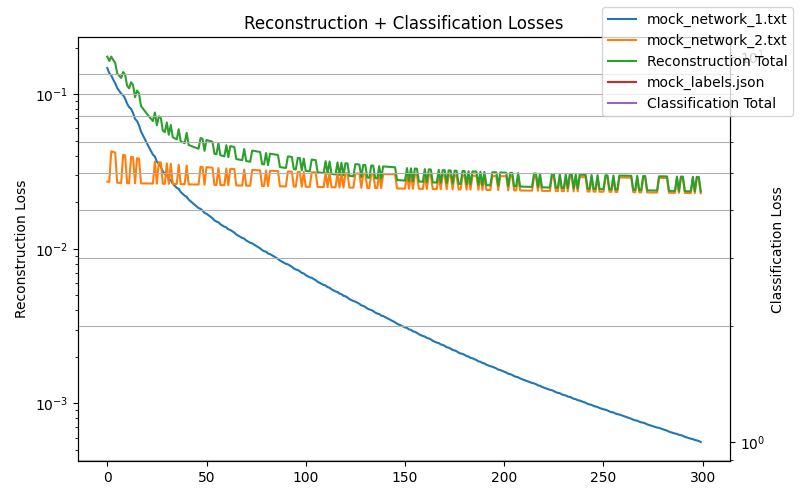 Reconstruction + Classification Losses
mock_network_1.txt
mock_network_2.txt
Reconstruction Total
mock_labels.json
Classification Total
Reconstruction Loss
10⁻¹
10⁻²
10⁻³
Classification Loss
10¹
10⁰
0 50 100 150 200 250 300